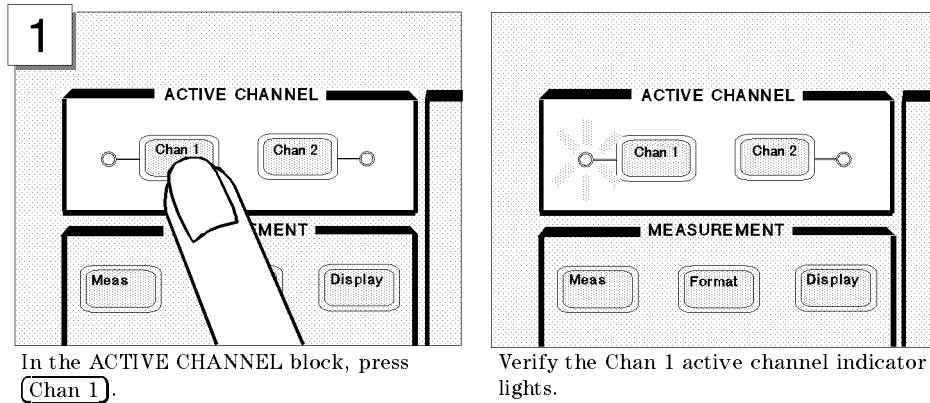 1
ACTIVE CHANNEL
Chan 1
Chan 2
MENT
Meas
Display
In the ACTIVE CHANNEL block, press
Chan 1.
ACTIVE CHANNEL
Chan 1
Chan 2
MEASUREMENT
Meas
Format
Display
Verify the Chan 1 active channel indicator
lights.